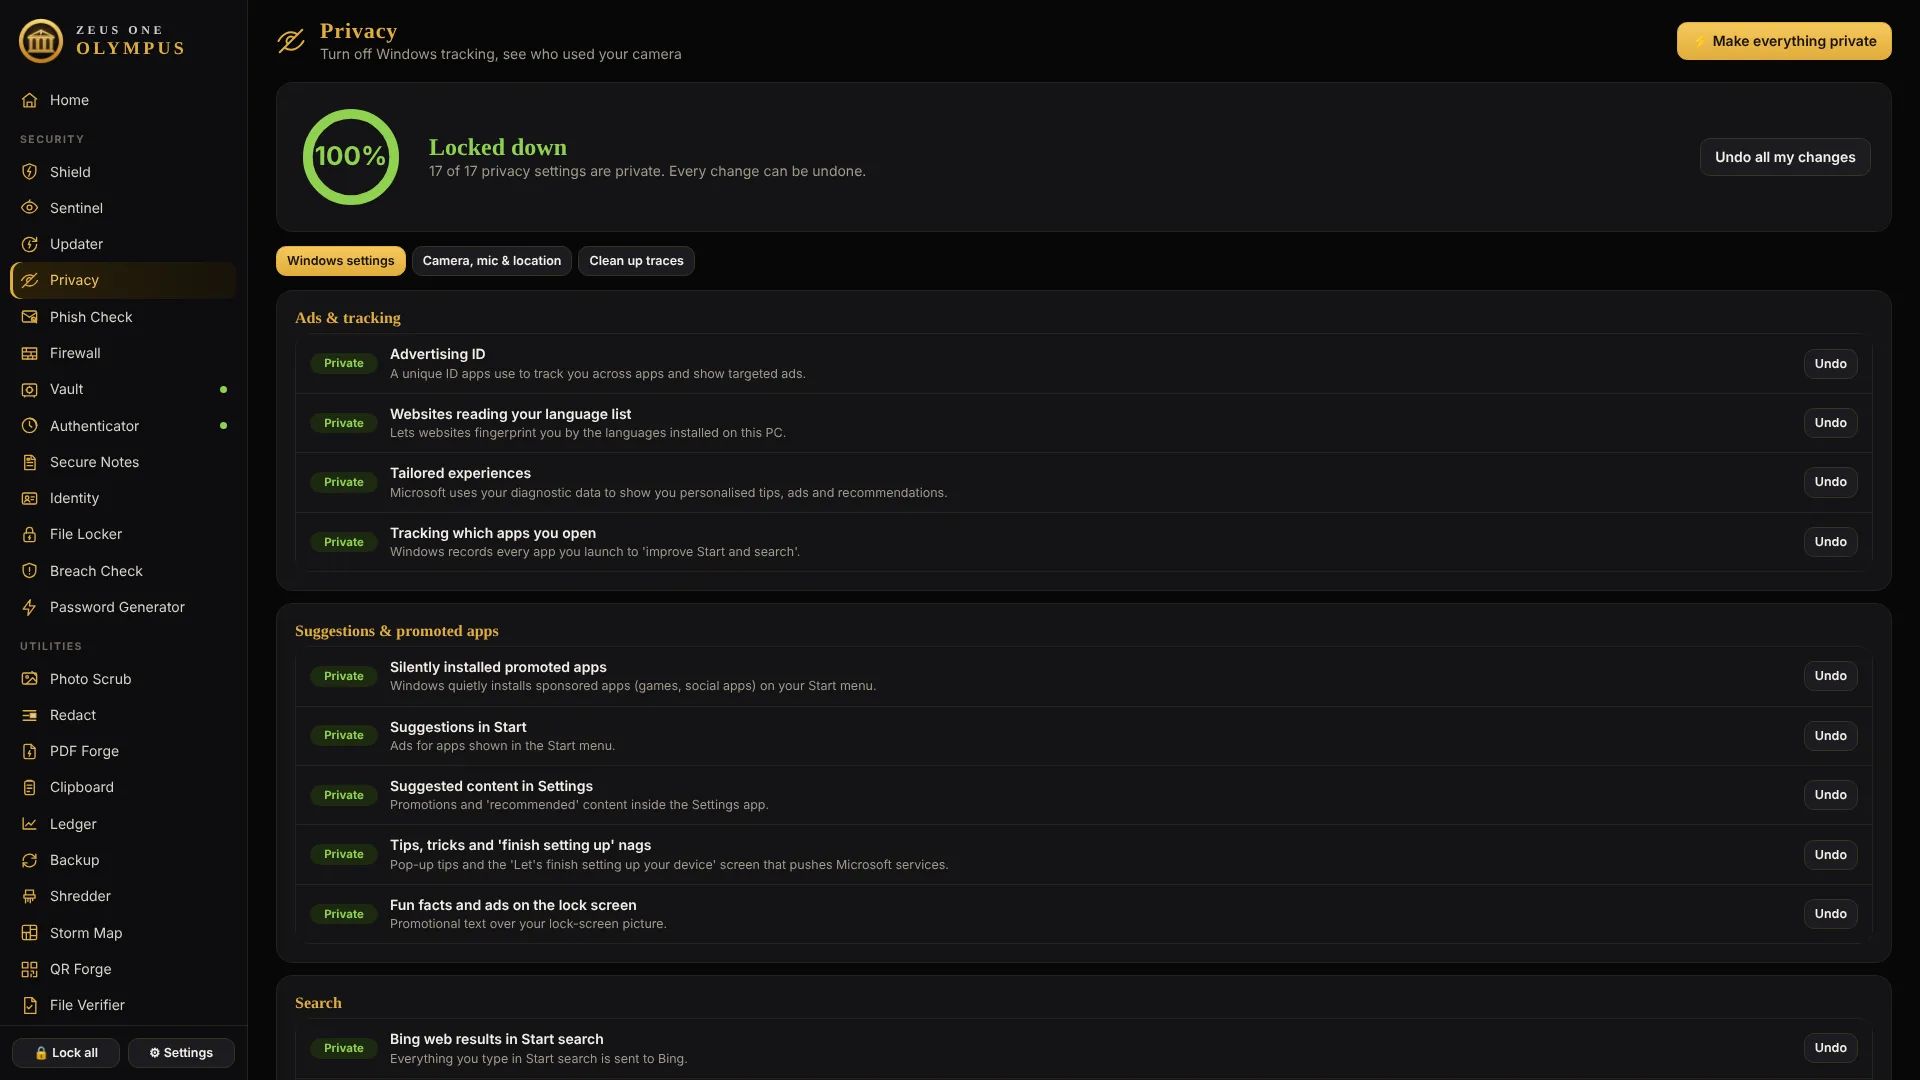 ZEUS ONE
OLYMPUS
Home
SECURITY
Shield
Sentinel
Updater
Privacy
Phish Check
Firewall
Vault
Authenticator
Secure Notes
Identity
File Locker
Breach Check
Password Generator
UTILITIES
Photo Scrub
Redact
PDF Forge
Clipboard
Ledger
Backup
Shredder
Storm Map
QR Forge
File Verifier
Lock all
Settings
Privacy
Turn off Windows tracking, see who used your camera
Make everything private
100%
Locked down
17 of 17 privacy settings are private. Every change can be undone.
Undo all my changes
Windows settings
Camera, mic & location
Clean up traces
Ads & tracking
Private
Advertising ID
A unique ID apps use to track you across apps and show targeted ads.
Undo
Private
Websites reading your language list
Lets websites fingerprint you by the languages installed on this PC.
Undo
Private
Tailored experiences
Microsoft uses your diagnostic data to show you personalised tips, ads and recommendations.
Undo
Private
Tracking which apps you open
Windows records every app you launch to 'improve Start and search'.
Undo
Suggestions & promoted apps
Private
Silently installed promoted apps
Windows quietly installs sponsored apps (games, social apps) on your Start menu.
Undo
Private
Suggestions in Start
Ads for apps shown in the Start menu.
Undo
Private
Suggested content in Settings
Promotions and 'recommended' content inside the Settings app.
Undo
Private
Tips, tricks and 'finish setting up' nags
Pop-up tips and the 'Let's finish setting up your device' screen that pushes Microsoft services.
Undo
Private
Fun facts and ads on the lock screen
Promotional text over your lock-screen picture.
Undo
Search
Private
Bing web results in Start search
Everything you type in Start search is sent to Bing.
Undo